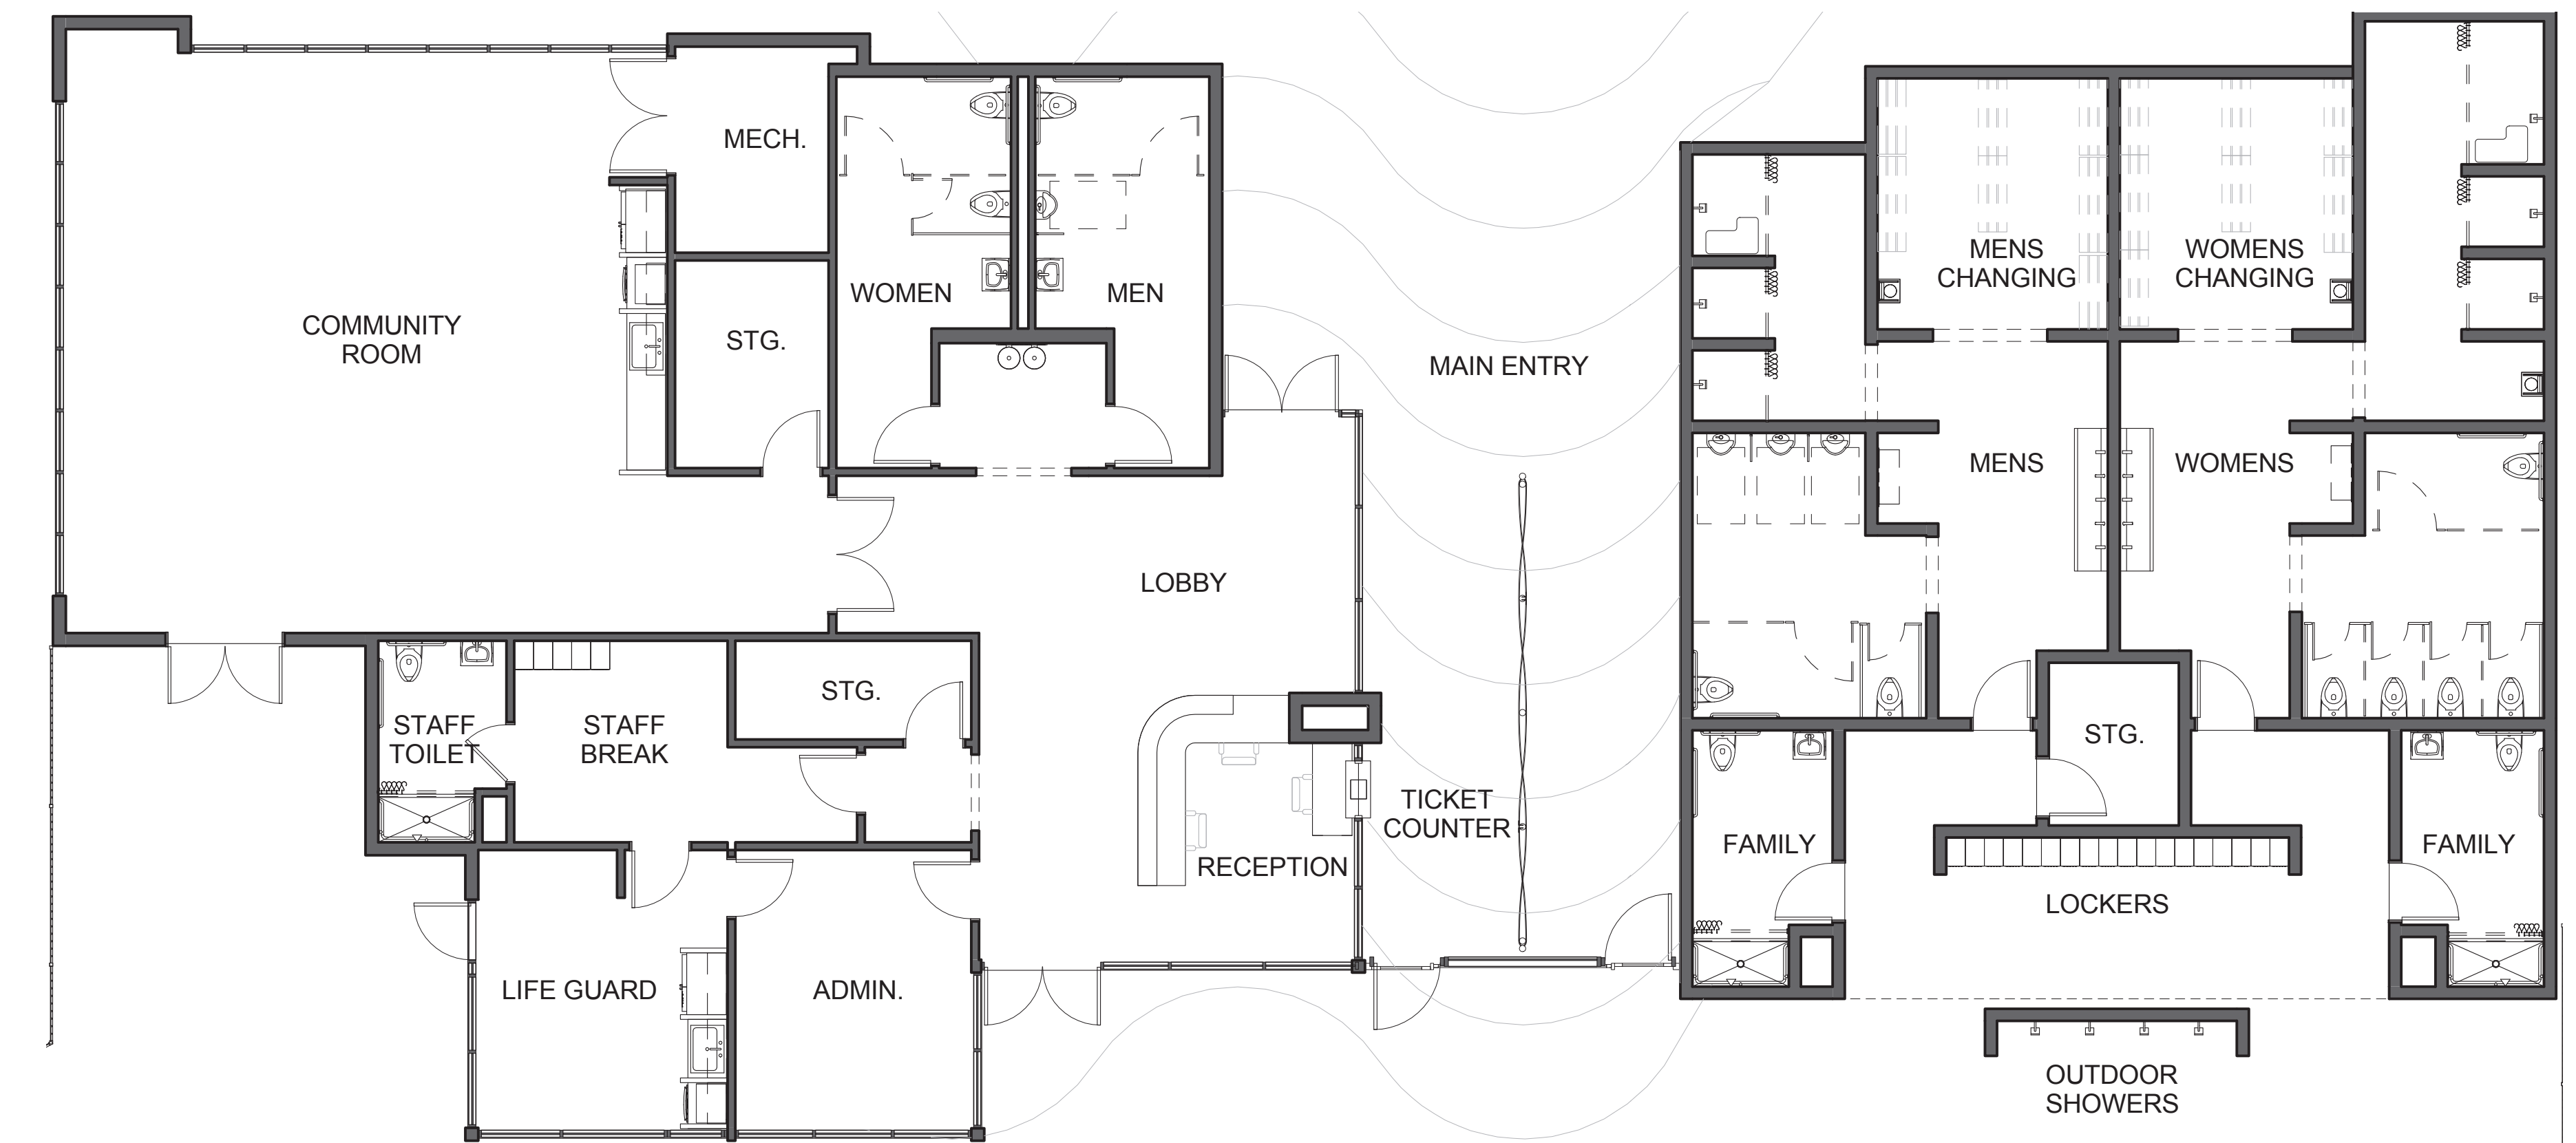 MECH.
COMMUNITY
ROOM
STG.
WOMEN
MEN
MAIN ENTRY
MENS
CHANGING
WOMENS
CHANGING
MENS
WOMENS
LOBBY
STAFF
TOILET
STAFF
BREAK
STG.
RECEPTION
TICKET
COUNTER
STG.
FAMILY
FAMILY
LOCKERS
LIFE GUARD
ADMIN.
OUTDOOR
SHOWERS